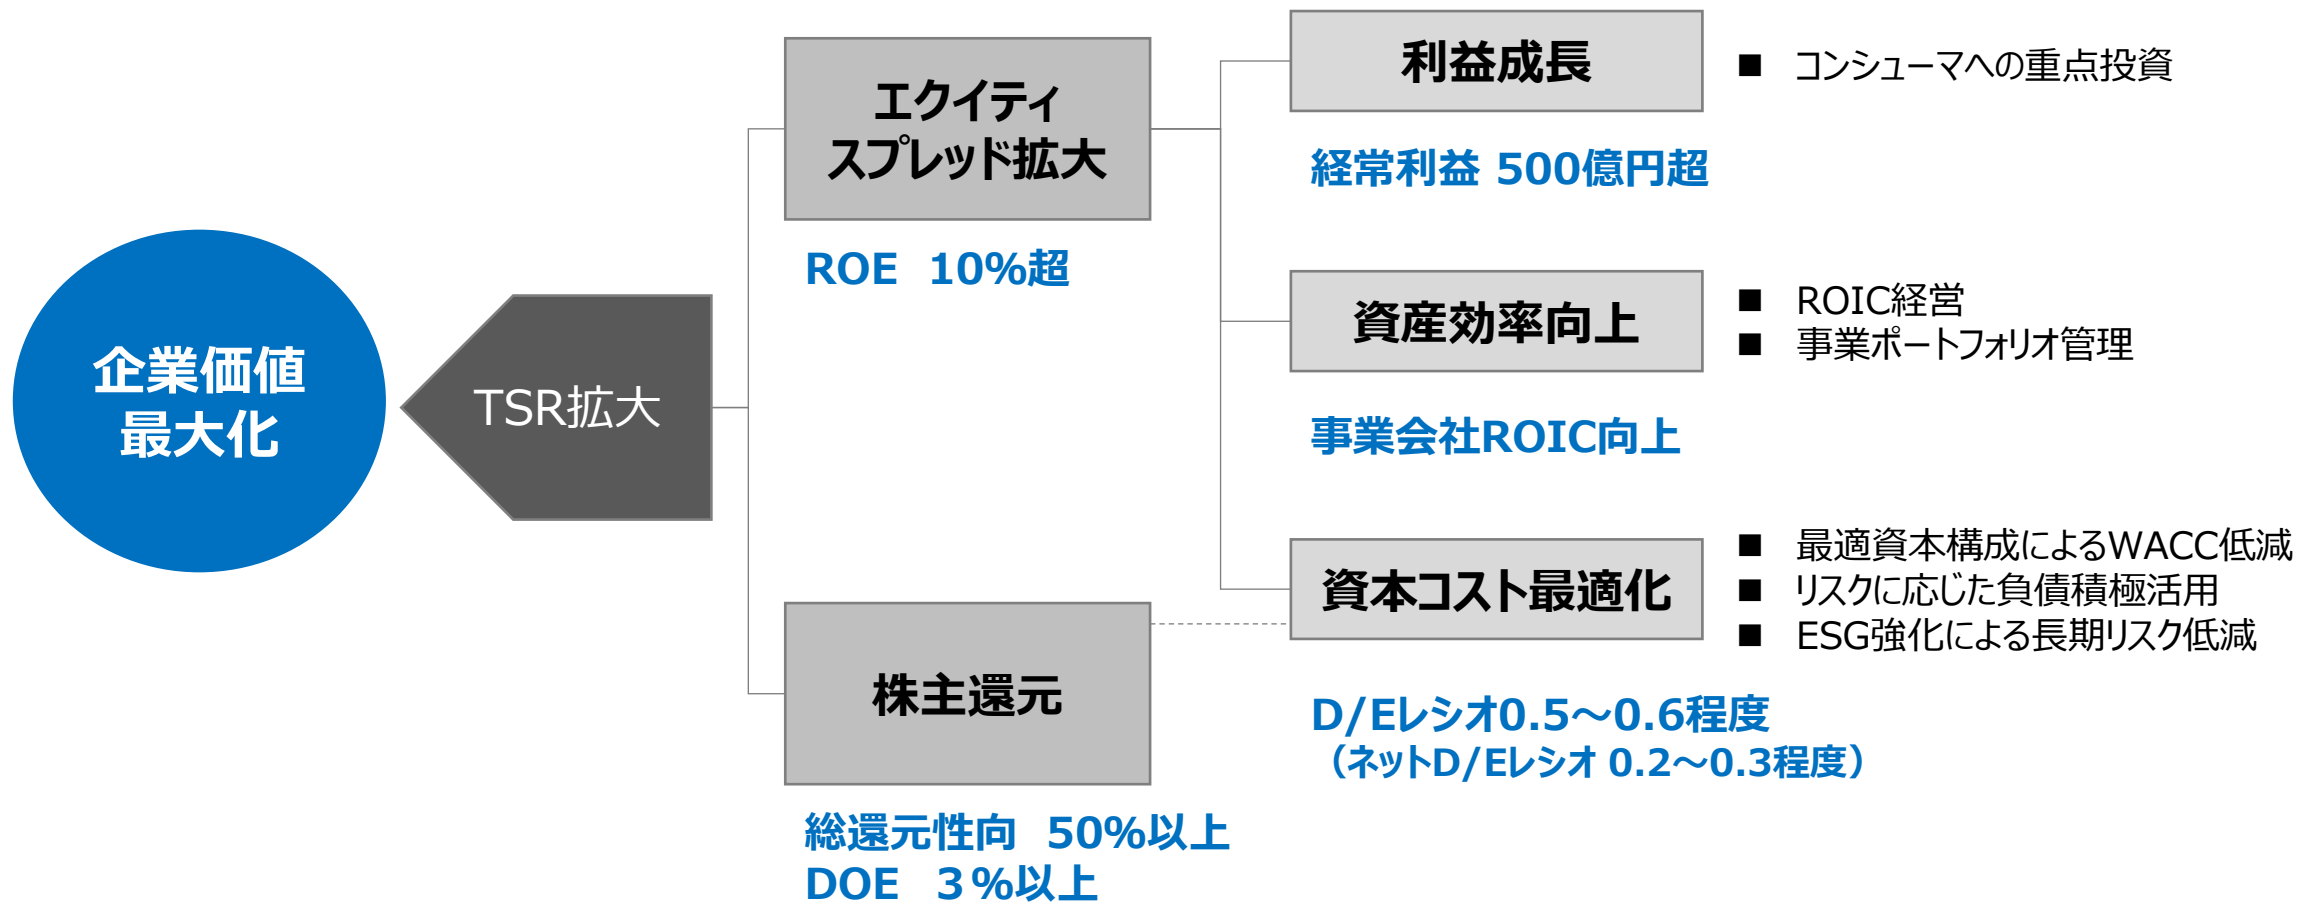 企業価値
最大化
TSR拡大
エクイティ
スプレッド拡大
ROE　10%超
株主還元
総還元性向　50%以上
DOE　３%以上
利益成長
■ コンシューマへの重点投資
経常利益 500億円超
資産効率向上
■ ROIC経営
■ 事業ポートフォリオ管理
事業会社ROIC向上
資本コスト最適化
■ 最適資本構成によるWACC低減
■ リスクに応じた負債積極活用
■ ESG強化による長期リスク低減
D/Eレシオ0.5～0.6程度
（ネットD/Eレシオ 0.2～0.3程度）